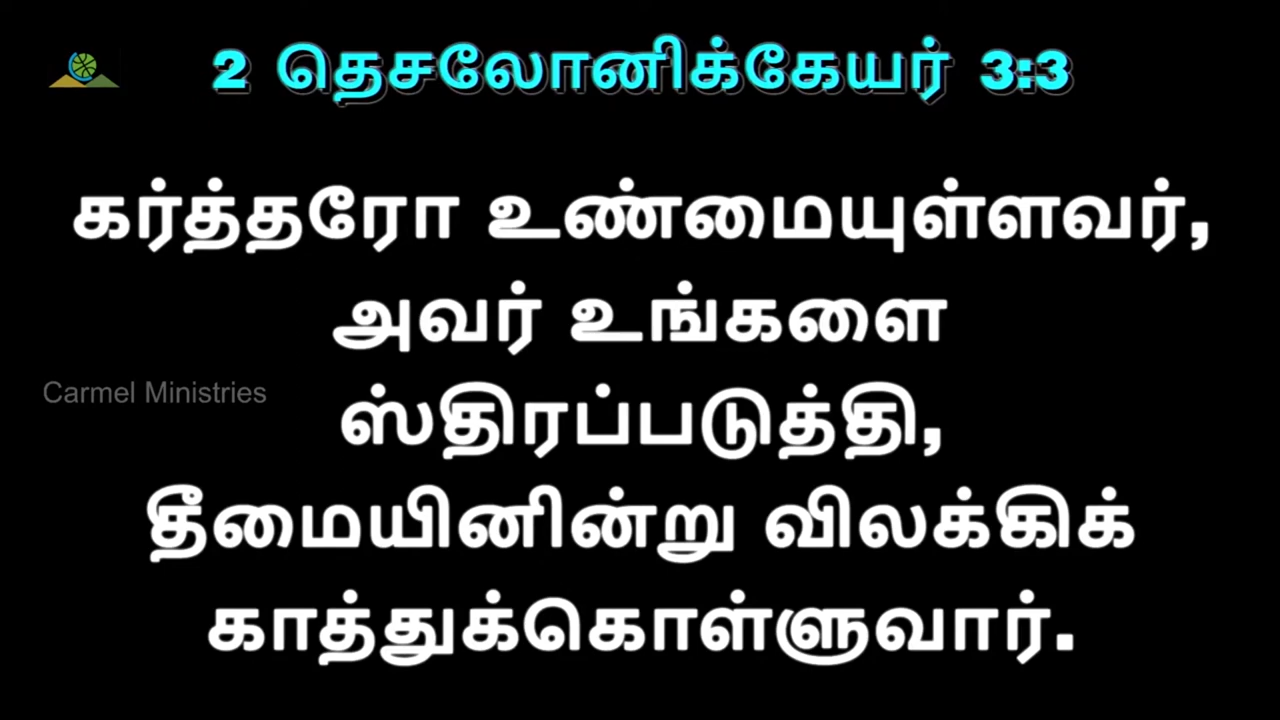 2 தெசலோனிக்கேயர் 3:3
கர்த்தரோ உண்மையுள்ளவர்,
அவர் உங்களை
Carmel Ministries
ஸ்திரப்படுத்தி,
தீமையினின்று விலக்கிக்
காத்துக்கொள்ளுவார்.